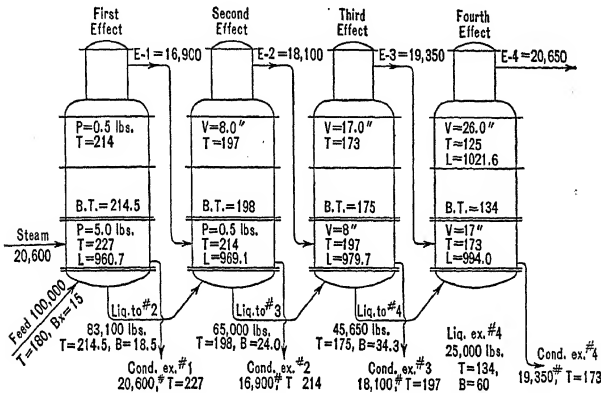 First Effect
Second Effect
Third Effect
Fourth Effect
E-1=16,900
E-2=18,100
E-3=19,350
E-4=20,650
P=0.5 lbs.
T=214
V=8.0"
T=197
V=17.0"
T=173
V=26.0"
T=125
L=1021.6
B.T.=214.5
B.T.=198
B.T.=175
B.T.=134
Steam
20,600
P=5.0 lbs.
T=227
L=960.7
P=0.5 lbs.
T=214
L=969.1
V=8"
T=197
L=979.7
V=17"
T=173
L=994.0
Feed 100,000
T=180, Bx=15
Liq.to #2
83,100 lbs.
T=214.5, B=18.5
Liq.to #3
65,000 lbs.
T=198, B=24.0
Liq.to #4
45,650 lbs.
T=175, B=34.3
Liq. ex.#4
25,000 lbs.
T=134,
B=60
Cond. ex.#1
20,600,# T=227
Cond. ex.#2
16,900,# T 214
Cond. ex.#3
18,100,# T=197
Cond. ex.#4
19,350,# T=173